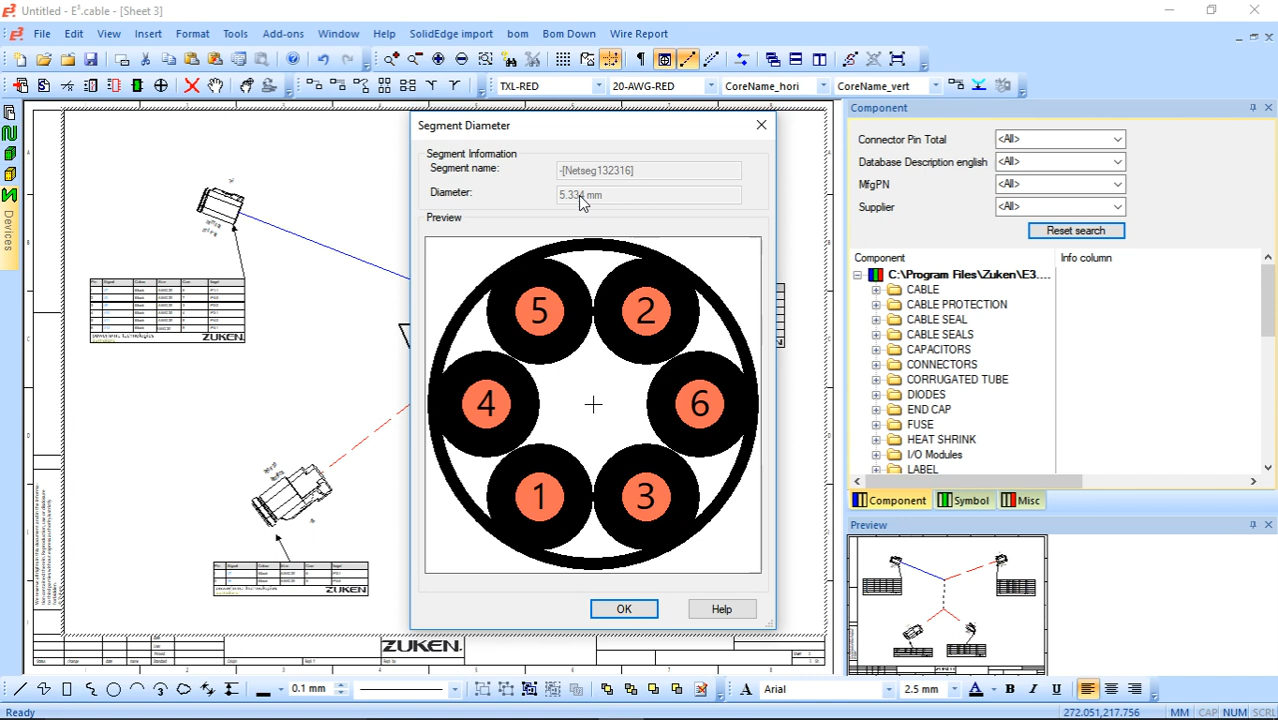 Untitled - E³.cable - [Sheet 3]
File Edit View Insert Format Tools Add-ons Window Help SolidEdge import bom Bom Down Wire Report
TXL-RED 20-AWG-RED CoreName_hori CoreName_vert
Devices
Segment Diameter
Segment Information
Segment name: -[Netseg132316]
Diameter: 5.334 mm
Preview
5 2
4 6
1 3
OK Help
ZUKEN
ZUKEN
ZUKEN.
Component
Connector Pin Total <All>
Database Description english <All>
MfgPN <All>
Supplier <All>
Reset search
Component Info column
C:\Program Files\Zuken\E3....
CABLE
CABLE PROTECTION
CABLE SEAL
CABLE SEALS
CAPACITORS
CONNECTORS
CORRUGATED TUBE
DIODES
END CAP
FUSE
HEAT SHRINK
I/O Modules
LABEL
Component Symbol Misc
Preview
0.1 mm Arial 2.5 mm A B I U
Ready 272.051,217.756 MM CAP NUM SCRL